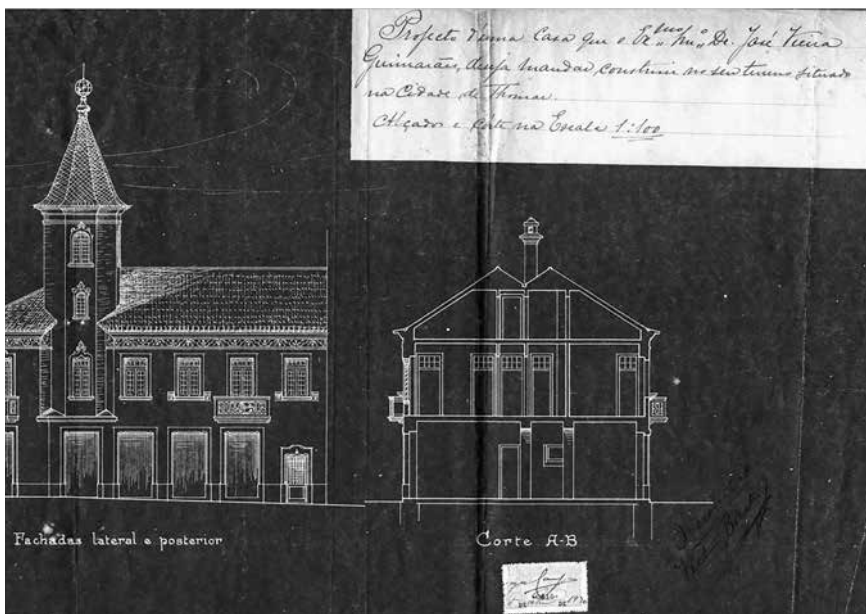 Projecto d'uma Casa que o Ex.mo Snr. Dr. José Vieira
Guimarães, deseja mandar construir no seu terreno situado
na Cidade de Thomar.
Alçados e Corte na Escala 1:100
Fachadas lateral e posterior
Corte A-B